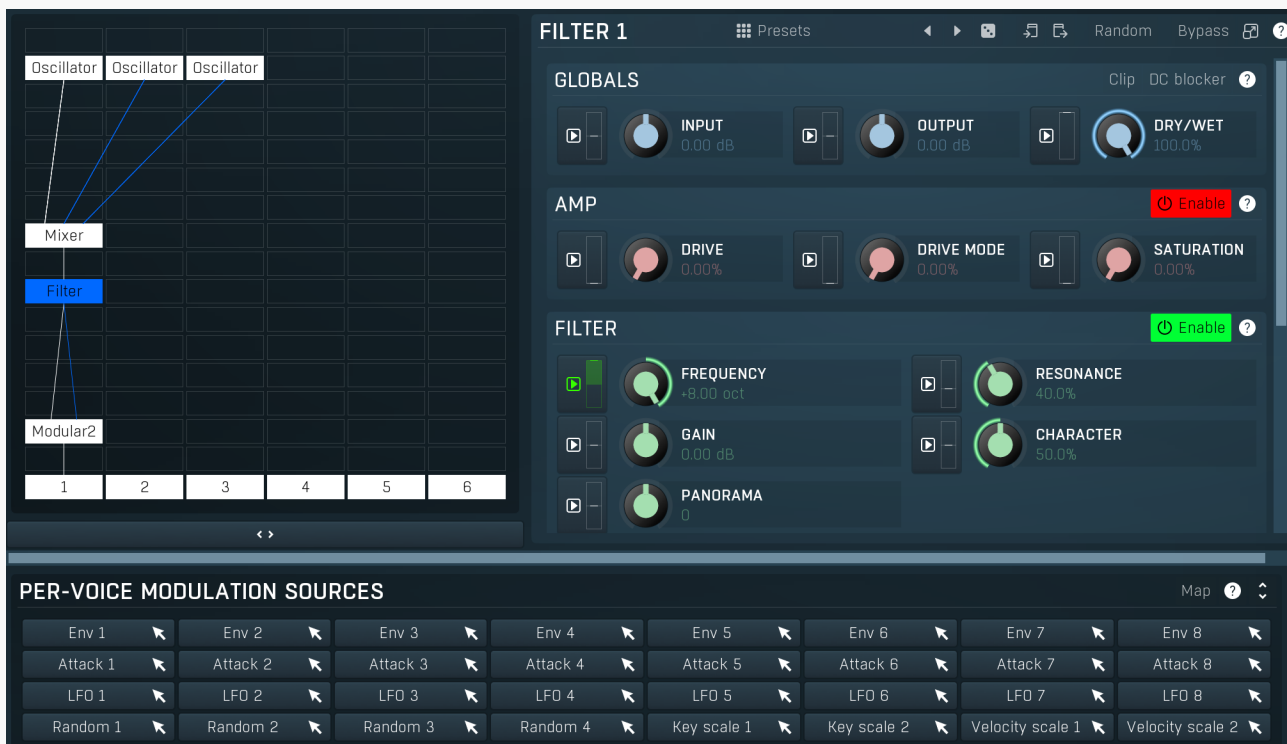 FILTER 1 Presets Random Bypass ?
Oscillator Oscillator Oscillator
Mixer
Filter
Modular2
1 2 3 4 5 6
GLOBALS Clip DC blocker ?
INPUT OUTPUT DRY/WET
0.00 dB 0.00 dB 100.0%
AMP Enable ?
DRIVE DRIVE MODE SATURATION
0.00% 0.00% 0.00%
FILTER Enable ?
FREQUENCY RESONANCE
+8.00 oct 40.0%
GAIN CHARACTER
0.00 dB 50.0%
PANORAMA
0
PER-VOICE MODULATION SOURCES Map ?
Env 1 Env 2 Env 3 Env 4 Env 5 Env 6 Env 7 Env 8
Attack 1 Attack 2 Attack 3 Attack 4 Attack 5 Attack 6 Attack 7 Attack 8
LFO 1 LFO 2 LFO 3 LFO 4 LFO 5 LFO 6 LFO 7 LFO 8
Random 1 Random 2 Random 3 Random 4 Key scale 1 Key scale 2 Velocity scale 1 Velocity scale 2